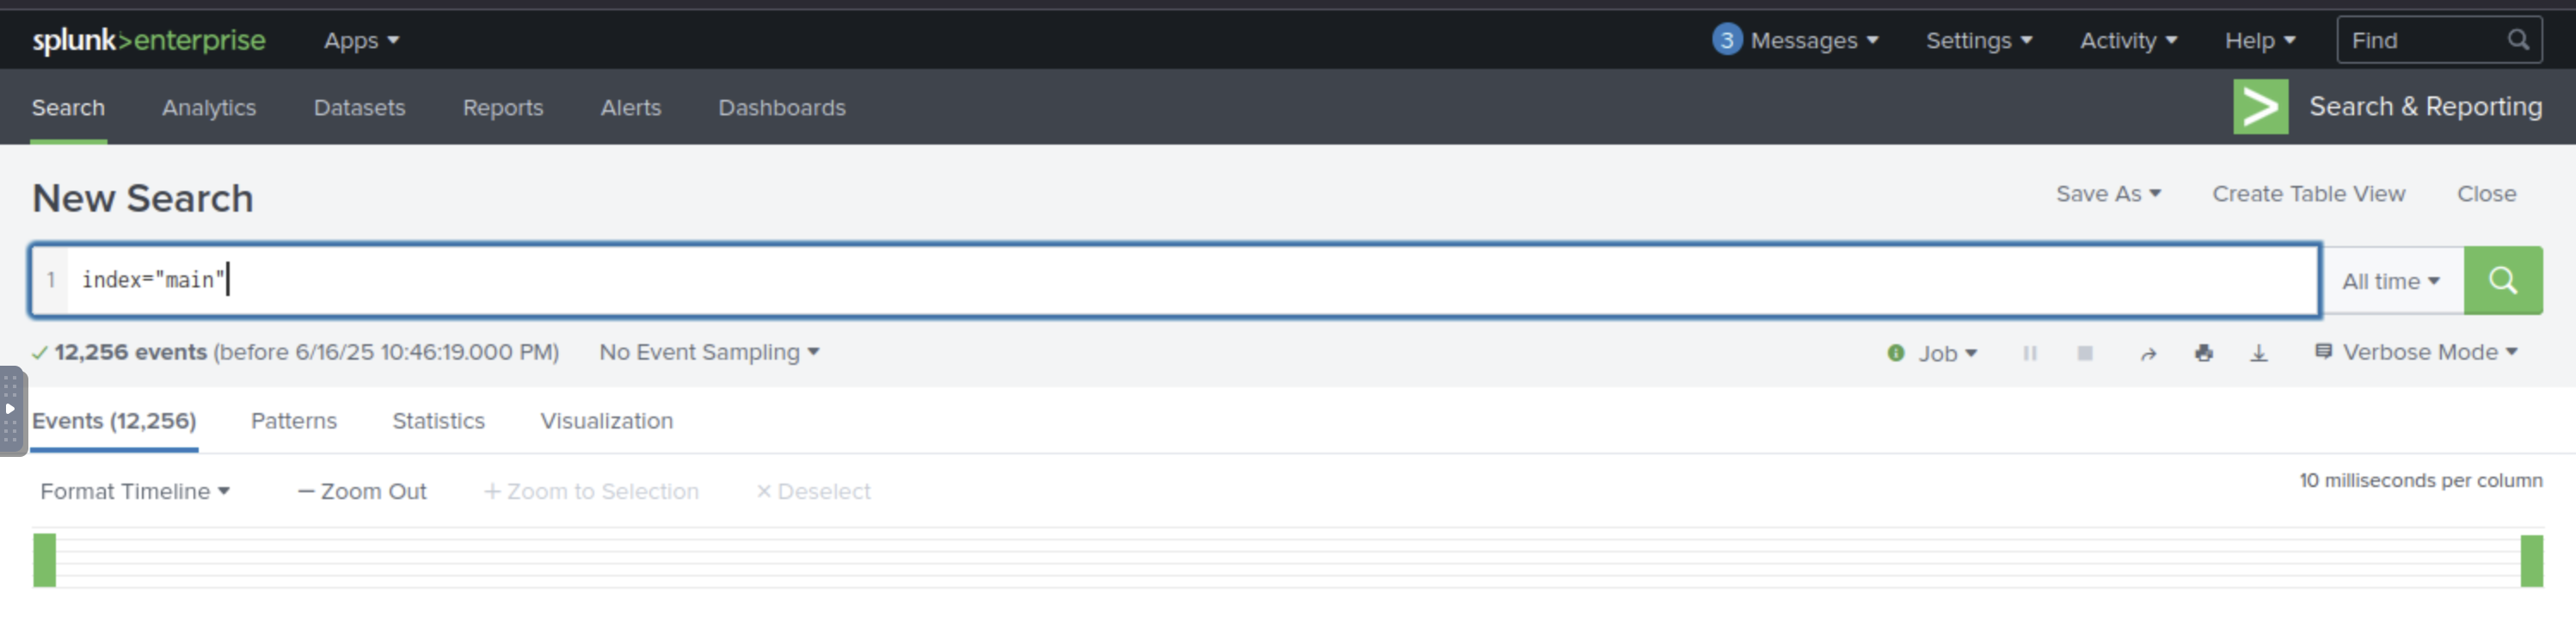 splunk>enterprise Apps 3 Messages Settings Activity Help Find
Search Analytics Datasets Reports Alerts Dashboards Search & Reporting
New Search Save As Create Table View Close
1 index="main" All time
12,256 events (before 6/16/25 10:46:19.000 PM) No Event Sampling Job Verbose Mode
Events (12,256) Patterns Statistics Visualization
Format Timeline — Zoom Out + Zoom to Selection × Deselect 10 milliseconds per column